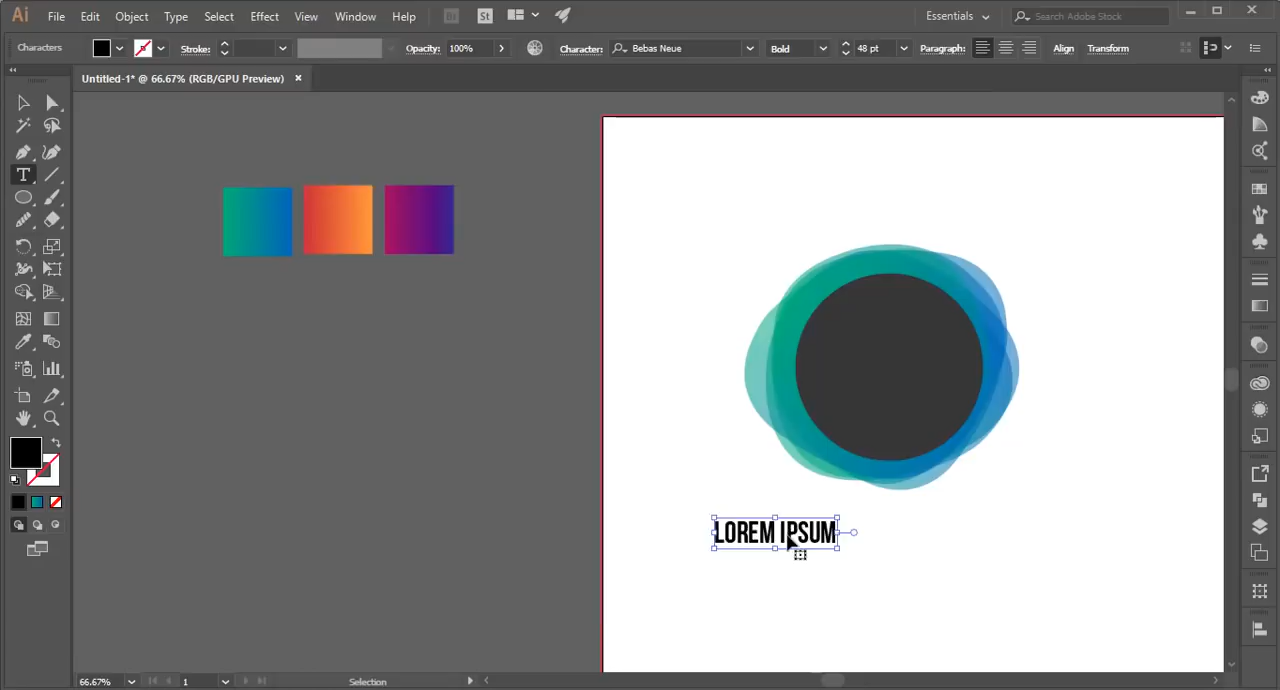 Ai File Edit Object Type Select Effect View Window Help Br St Essentials Search Adobe Stock
Characters Stroke: Opacity: 100% Character: Bebas Neue Bold 48 pt Paragraph: Align Transform
Untitled-1* @ 66.67% (RGB/GPU Preview) ×
T
LOREM IPSUM
66.67% 1 Selection